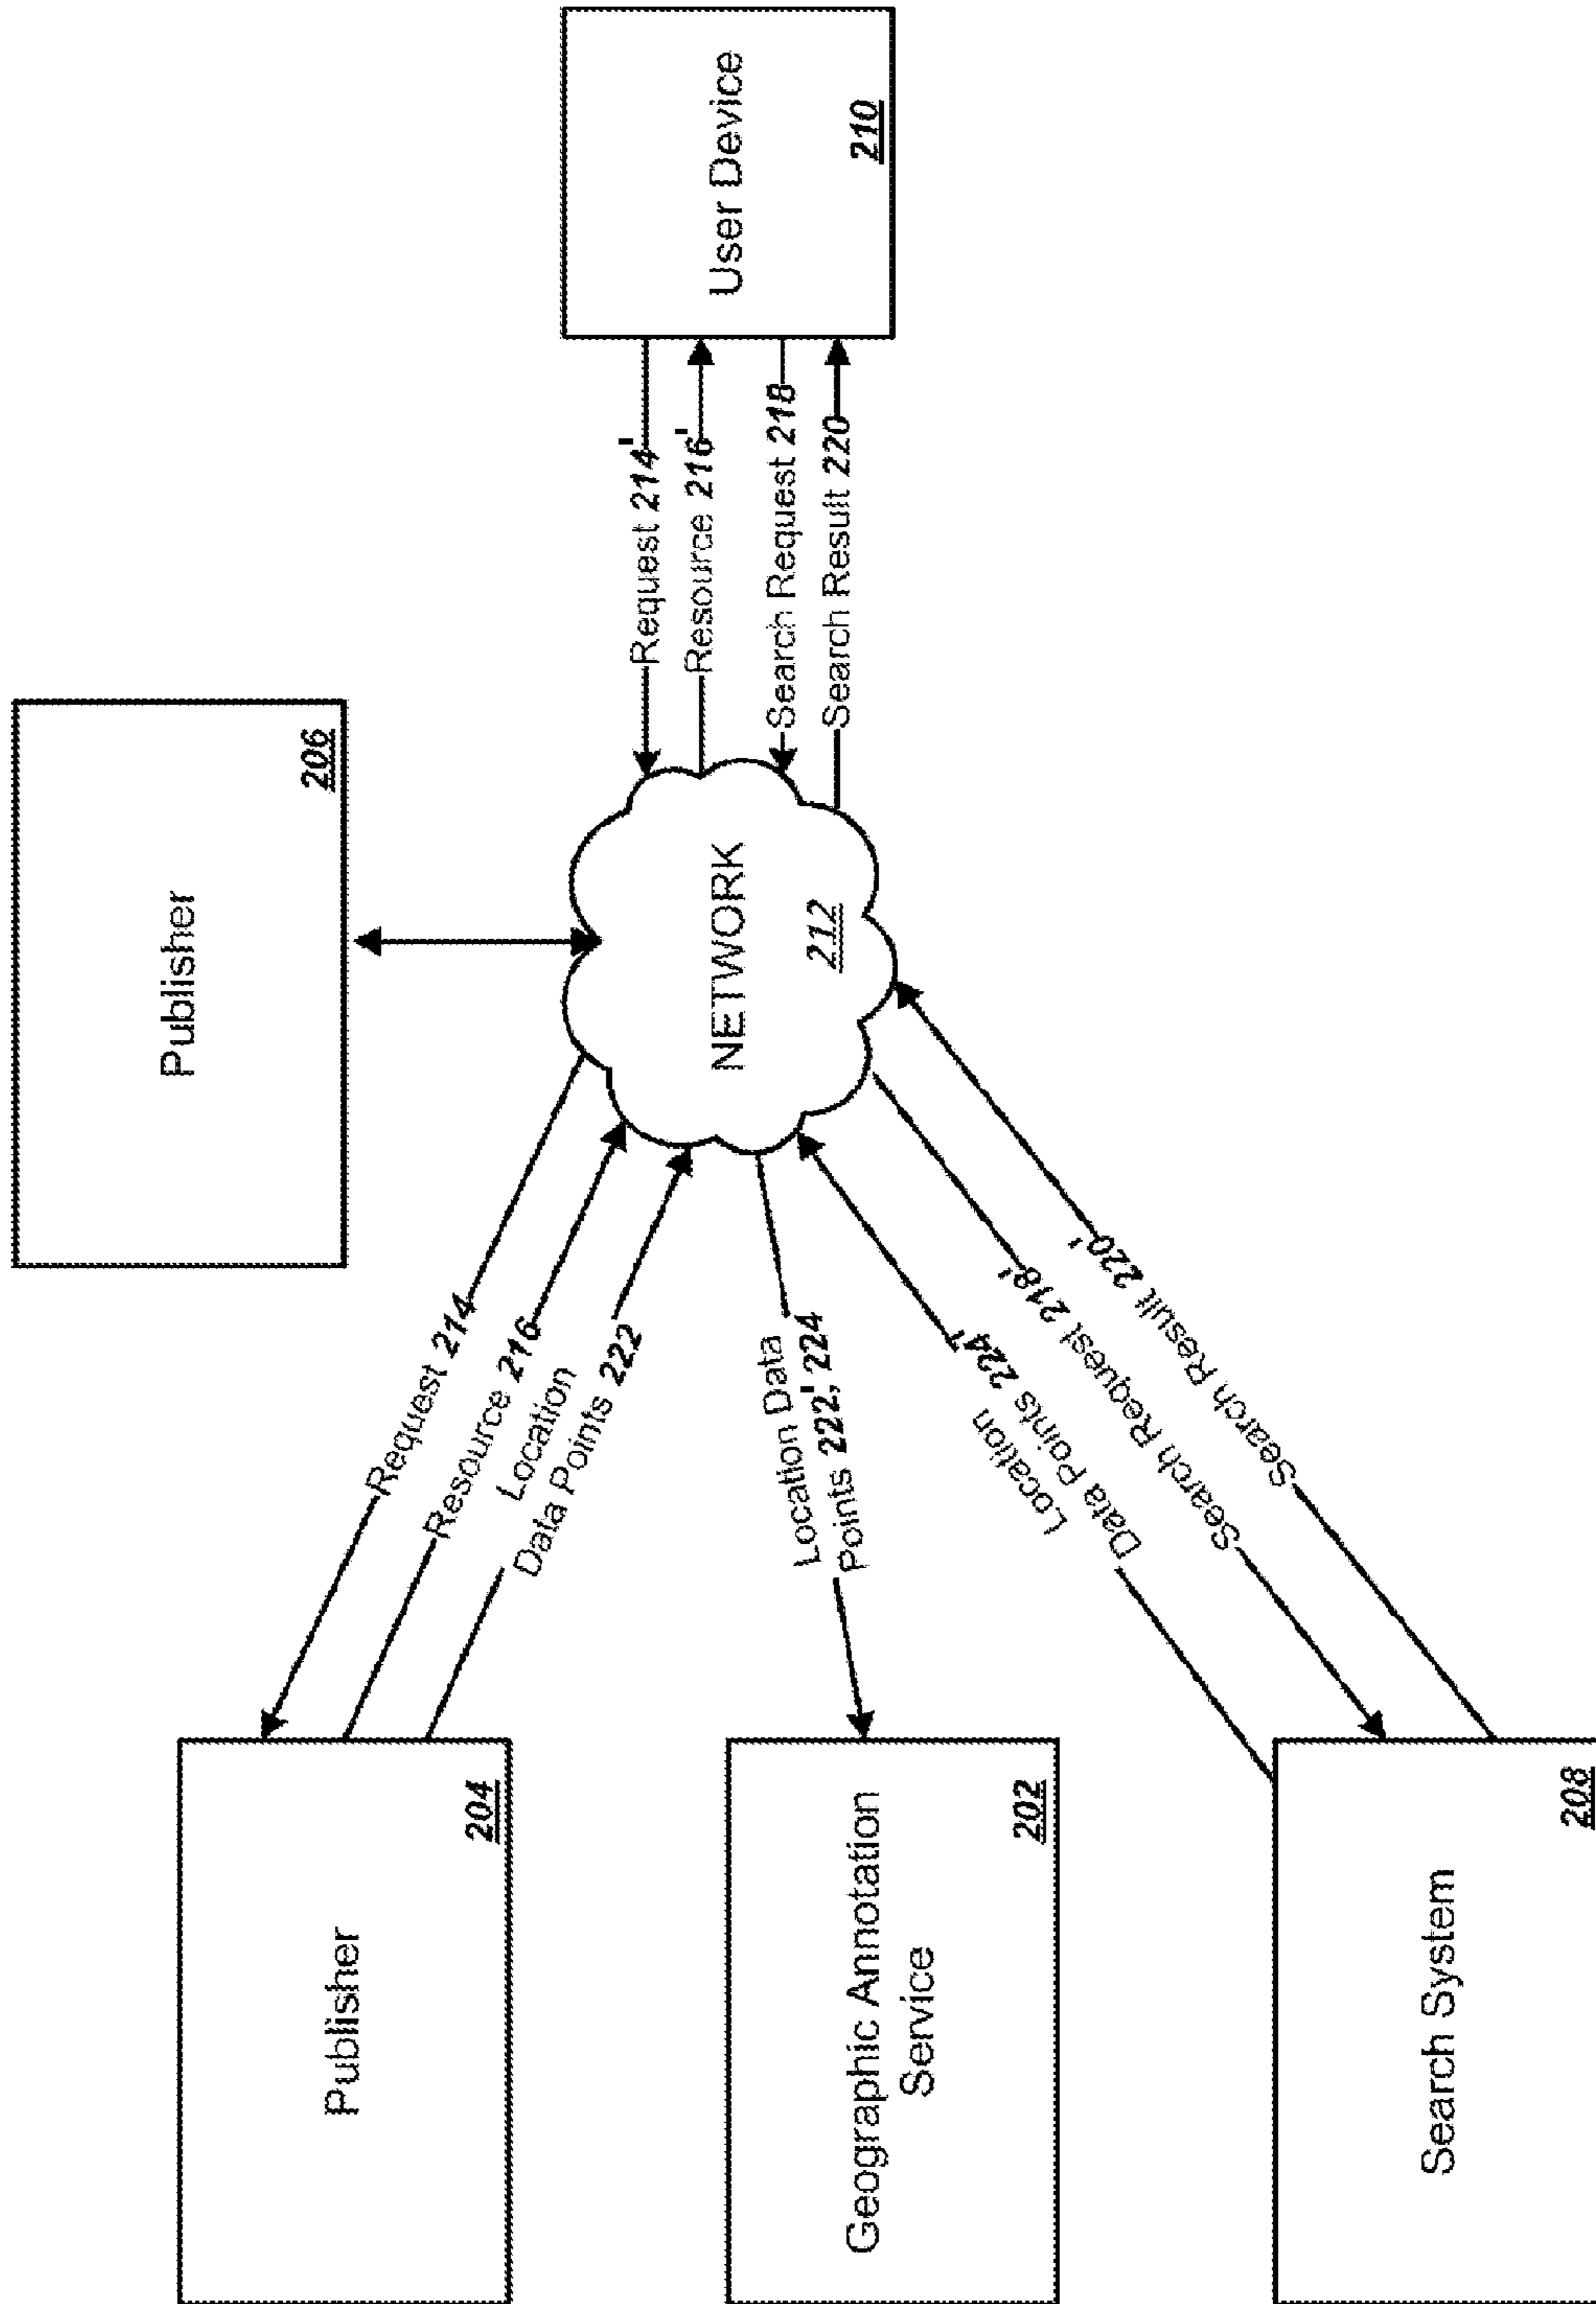 Publisher
204
Publisher
206
Geographic Annotation
Service
202
Search System
208
User Device
210
NETWORK
212
Request 214
Resource 216
Location
Data Points 222
Location Data
Points 222', 224
Location
Data Points 224'
Search Request 218'
Search Result 220'
Request 214'
Resource 216'
Search Request 218
Search Result 220